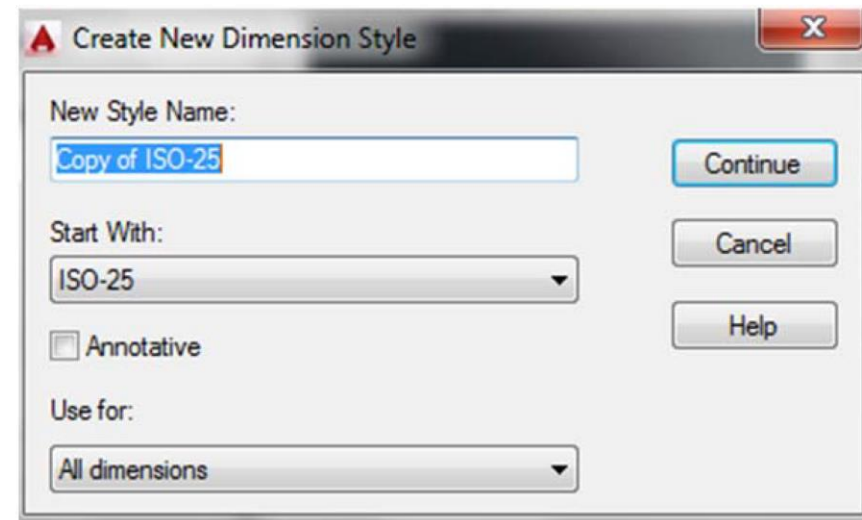 Create New Dimension Style
New Style Name:
Copy of ISO-25
Continue
Start With:
Cancel
ISO-25
Help
Annotative
Use for:
All dimensions